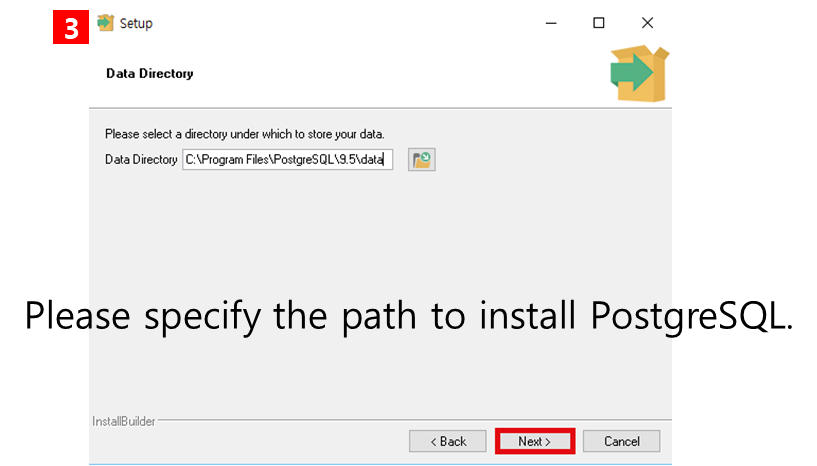 3 Setup
Data Directory
Please select a directory under which to store your data.
Data Directory C:\Program Files\PostgreSQL\9.5\data
Please specify the path to install PostgreSQL.
InstallBuilder
< Back Next > Cancel